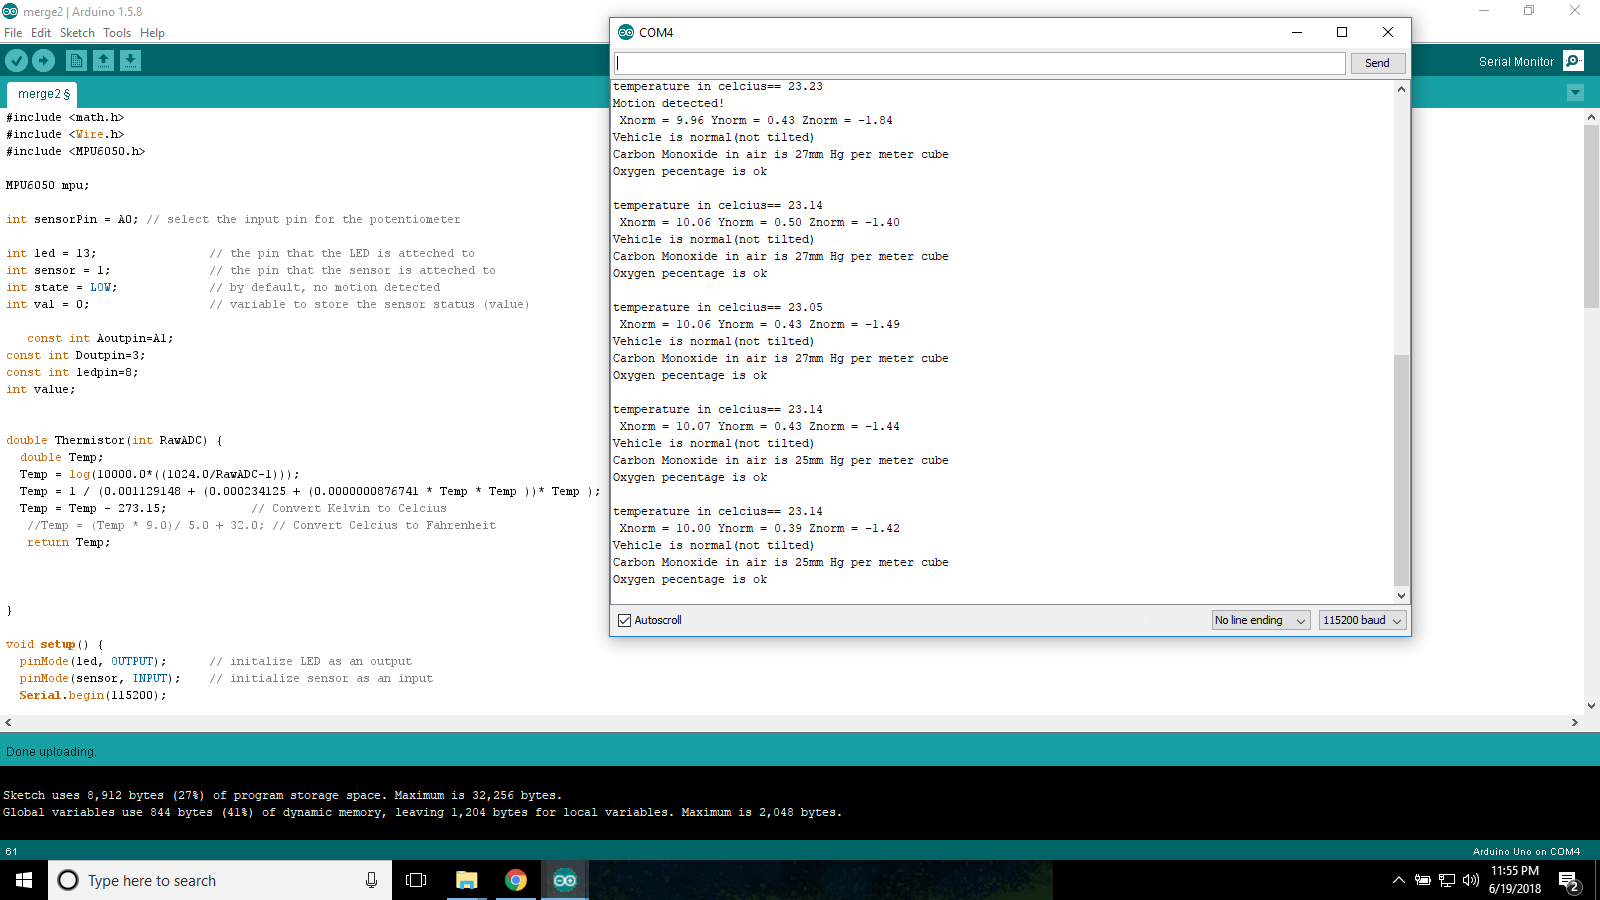 merge2 | Arduino 1.5.8
File Edit Sketch Tools Help
Serial Monitor
merge2 §
#include <math.h>
#include <Wire.h>
#include <MPU6050.h>
MPU6050 mpu;
int sensorPin = A0; // select the input pin for the potentiometer
int led = 13; // the pin that the LED is atteched to
int sensor = 1; // the pin that the sensor is atteched to
int state = LOW; // by default, no motion detected
int val = 0; // variable to store the sensor status (value)
const int Aoutpin=A1;
const int Doutpin=3;
const int ledpin=8;
int value;
double Thermistor(int RawADC) {
double Temp;
Temp = log(10000.0*((1024.0/RawADC-1)));
Temp = 1 / (0.001129148 + (0.000234125 + (0.0000000876741 * Temp * Temp ))* Temp );
Temp = Temp - 273.15; // Convert Kelvin to Celcius
//Temp = (Temp * 9.0)/ 5.0 + 32.0; // Convert Celcius to Fahrenheit
return Temp;
}
void setup() {
pinMode(led, OUTPUT); // initalize LED as an output
pinMode(sensor, INPUT); // initialize sensor as an input
Serial.begin(115200);
COM4
Send
temperature in celcius== 23.23
Motion detected!
Xnorm = 9.96 Ynorm = 0.43 Znorm = -1.84
Vehicle is normal(not tilted)
Carbon Monoxide in air is 27mm Hg per meter cube
Oxygen pecentage is ok
temperature in celcius== 23.14
Xnorm = 10.06 Ynorm = 0.50 Znorm = -1.40
Vehicle is normal(not tilted)
Carbon Monoxide in air is 27mm Hg per meter cube
Oxygen pecentage is ok
temperature in celcius== 23.05
Xnorm = 10.06 Ynorm = 0.43 Znorm = -1.49
Vehicle is normal(not tilted)
Carbon Monoxide in air is 27mm Hg per meter cube
Oxygen pecentage is ok
temperature in celcius== 23.14
Xnorm = 10.07 Ynorm = 0.43 Znorm = -1.44
Vehicle is normal(not tilted)
Carbon Monoxide in air is 25mm Hg per meter cube
Oxygen pecentage is ok
temperature in celcius== 23.14
Xnorm = 10.00 Ynorm = 0.39 Znorm = -1.42
Vehicle is normal(not tilted)
Carbon Monoxide in air is 25mm Hg per meter cube
Oxygen pecentage is ok
Autoscroll
No line ending
115200 baud
Done uploading.
Sketch uses 8,912 bytes (27%) of program storage space. Maximum is 32,256 bytes.
Global variables use 844 bytes (41%) of dynamic memory, leaving 1,204 bytes for local variables. Maximum is 2,048 bytes.
61
Arduino Uno on COM4
Type here to search
11:55 PM
6/19/2018
2